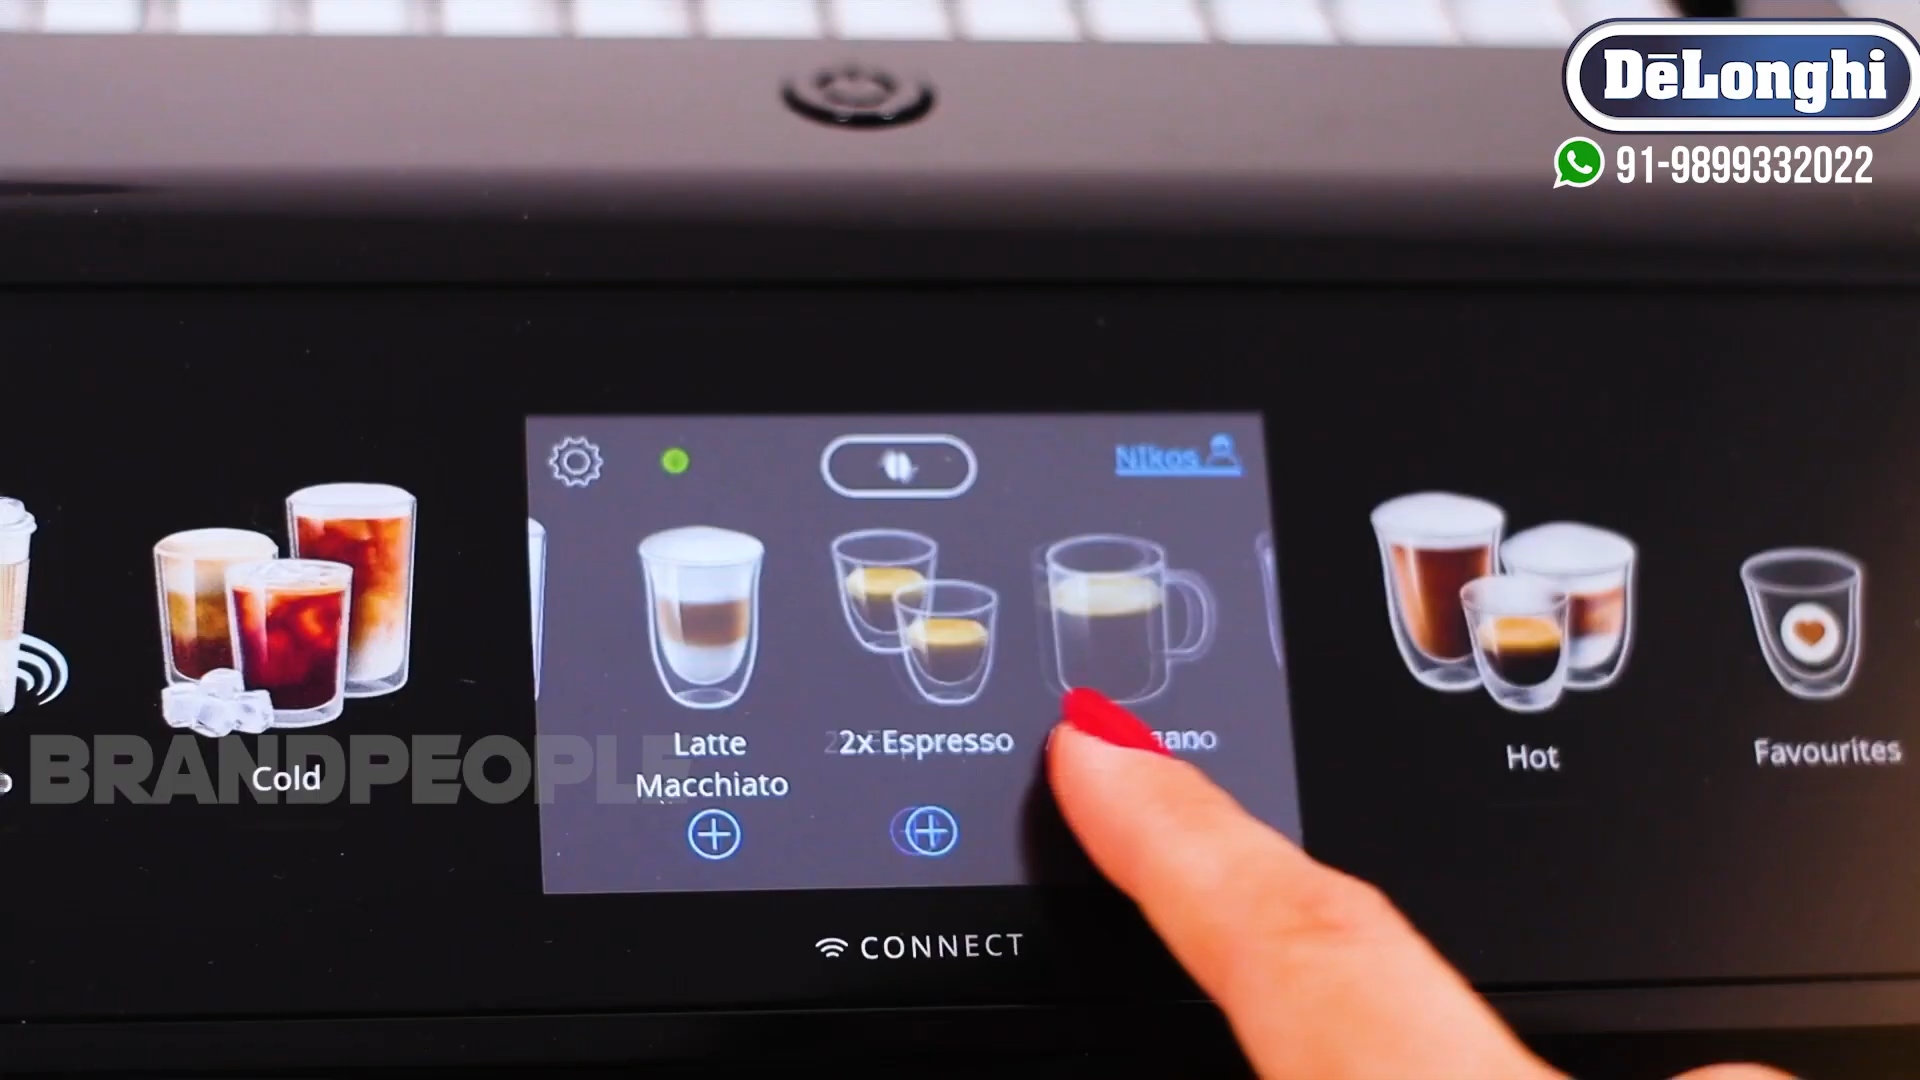 DēLonghi
91-9899332022
Nikos
Latte
Macchiato
2x Espresso
Cold
Hot
Favourites
BRANDPEOPLE
CONNECT